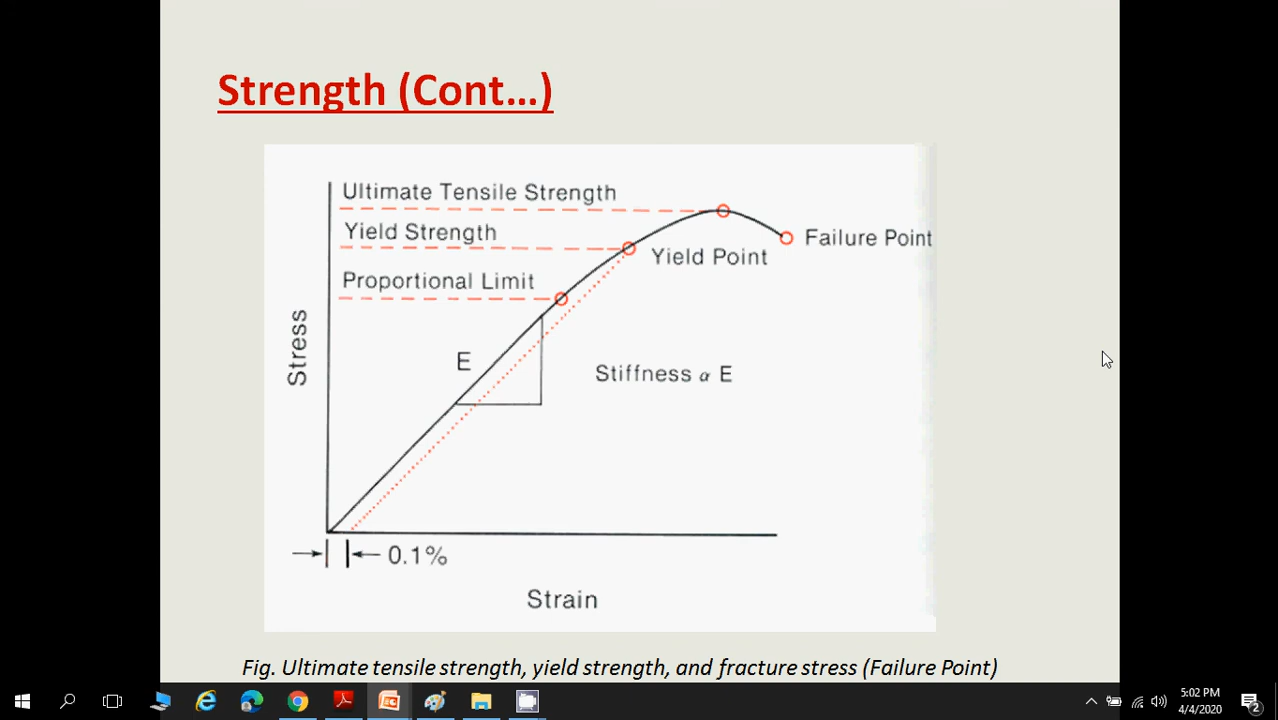 Strength (Cont…)
Ultimate Tensile Strength
Yield Strength
Failure Point
Yield Point
Proportional Limit
Stress
E
Stiffness α E
0.1%
Strain
Fig. Ultimate tensile strength, yield strength, and fracture stress (Failure Point)
5:02 PM
4/4/2020
2